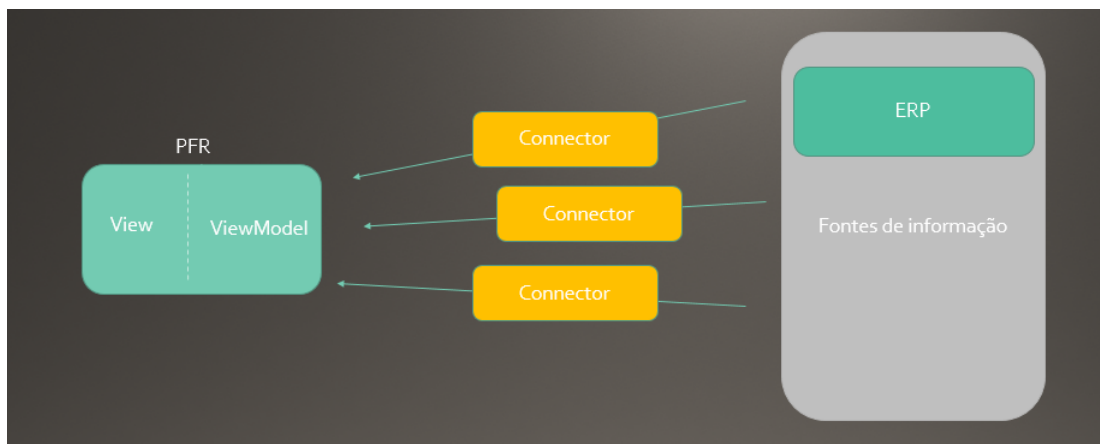 PFR
View
ViewModel
Connector
Connector
Connector
ERP
Fontes de informação